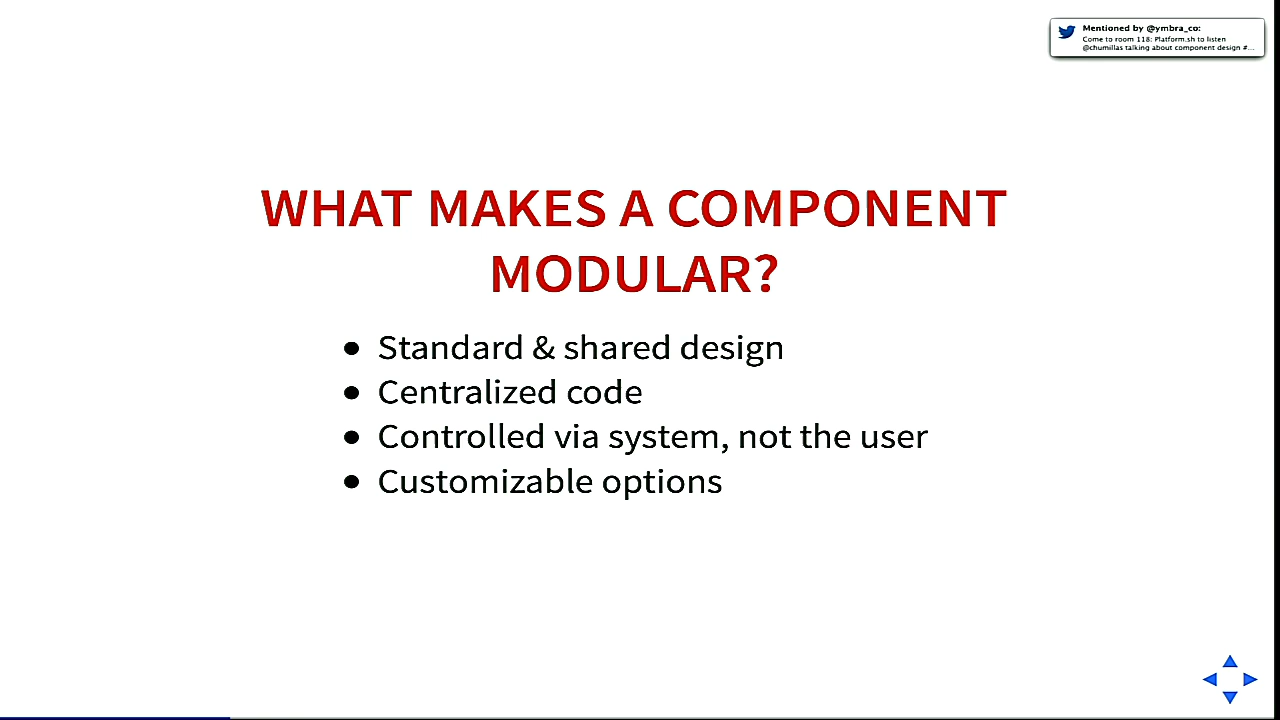 Mentioned by @ymbra_co:
Come to room 118: Platform.sh to listen
@chumillas talking about component design #...
WHAT MAKES A COMPONENT
MODULAR?
Standard & shared design
Centralized code
Controlled via system, not the user
Customizable options